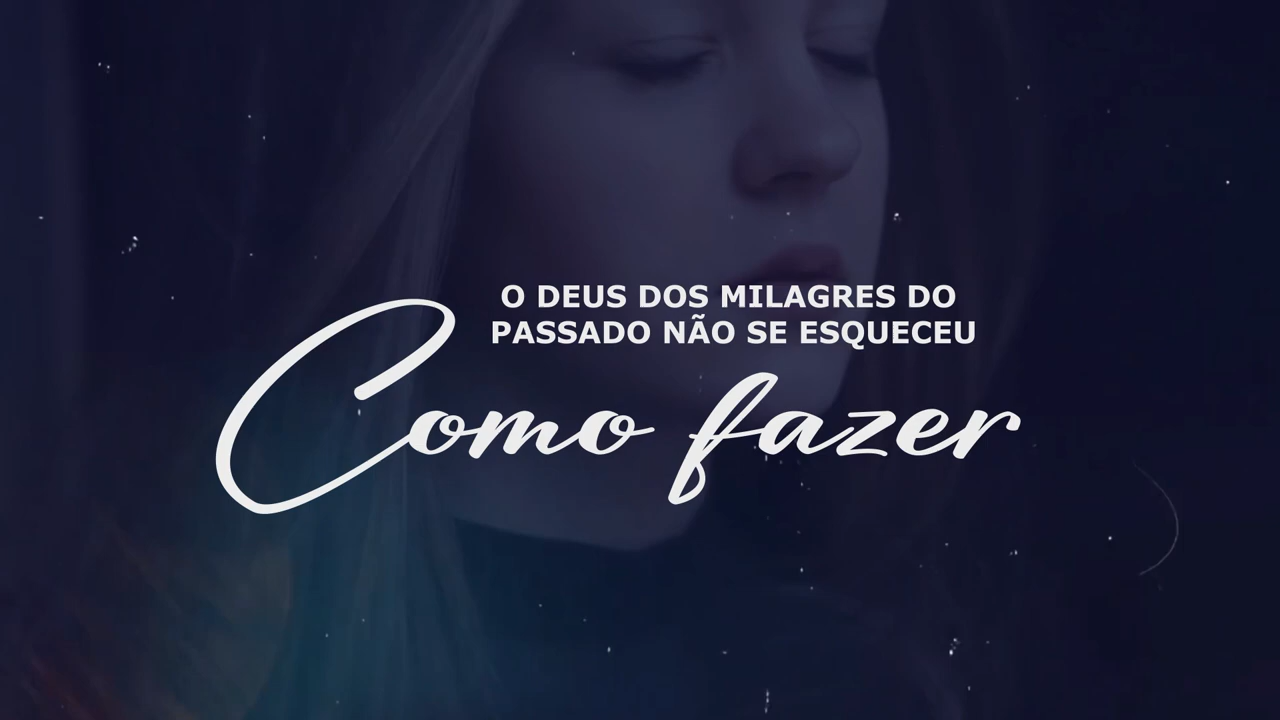 O DEUS DOS MILAGRES DO
PASSADO NÃO SE ESQUECEU
Como fazer